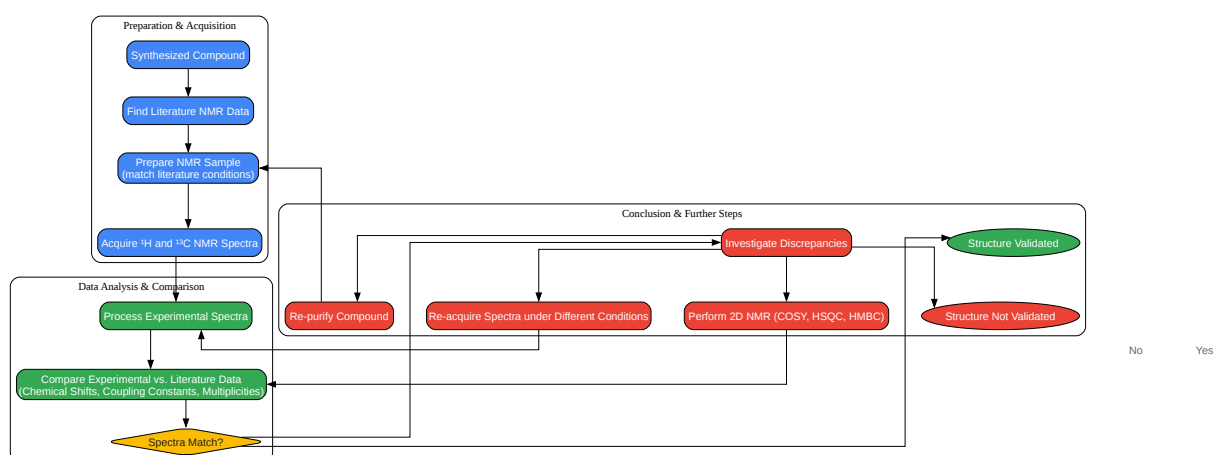 Preparation & Acquisition
Synthesized Compound
Find Literature NMR Data
Prepare NMR Sample
(match literature conditions)
Acquire ¹H and ¹³C NMR Spectra
Conclusion & Further Steps
Investigate Discrepancies
Structure Validated
Re-purify Compound
Re-acquire Spectra under Different Conditions
Perform 2D NMR (COSY, HSQC, HMBC)
Structure Not Validated
Data Analysis & Comparison
Process Experimental Spectra
Compare Experimental vs. Literature Data
(Chemical Shifts, Coupling Constants, Multiplicities)
Spectra Match?
No
Yes